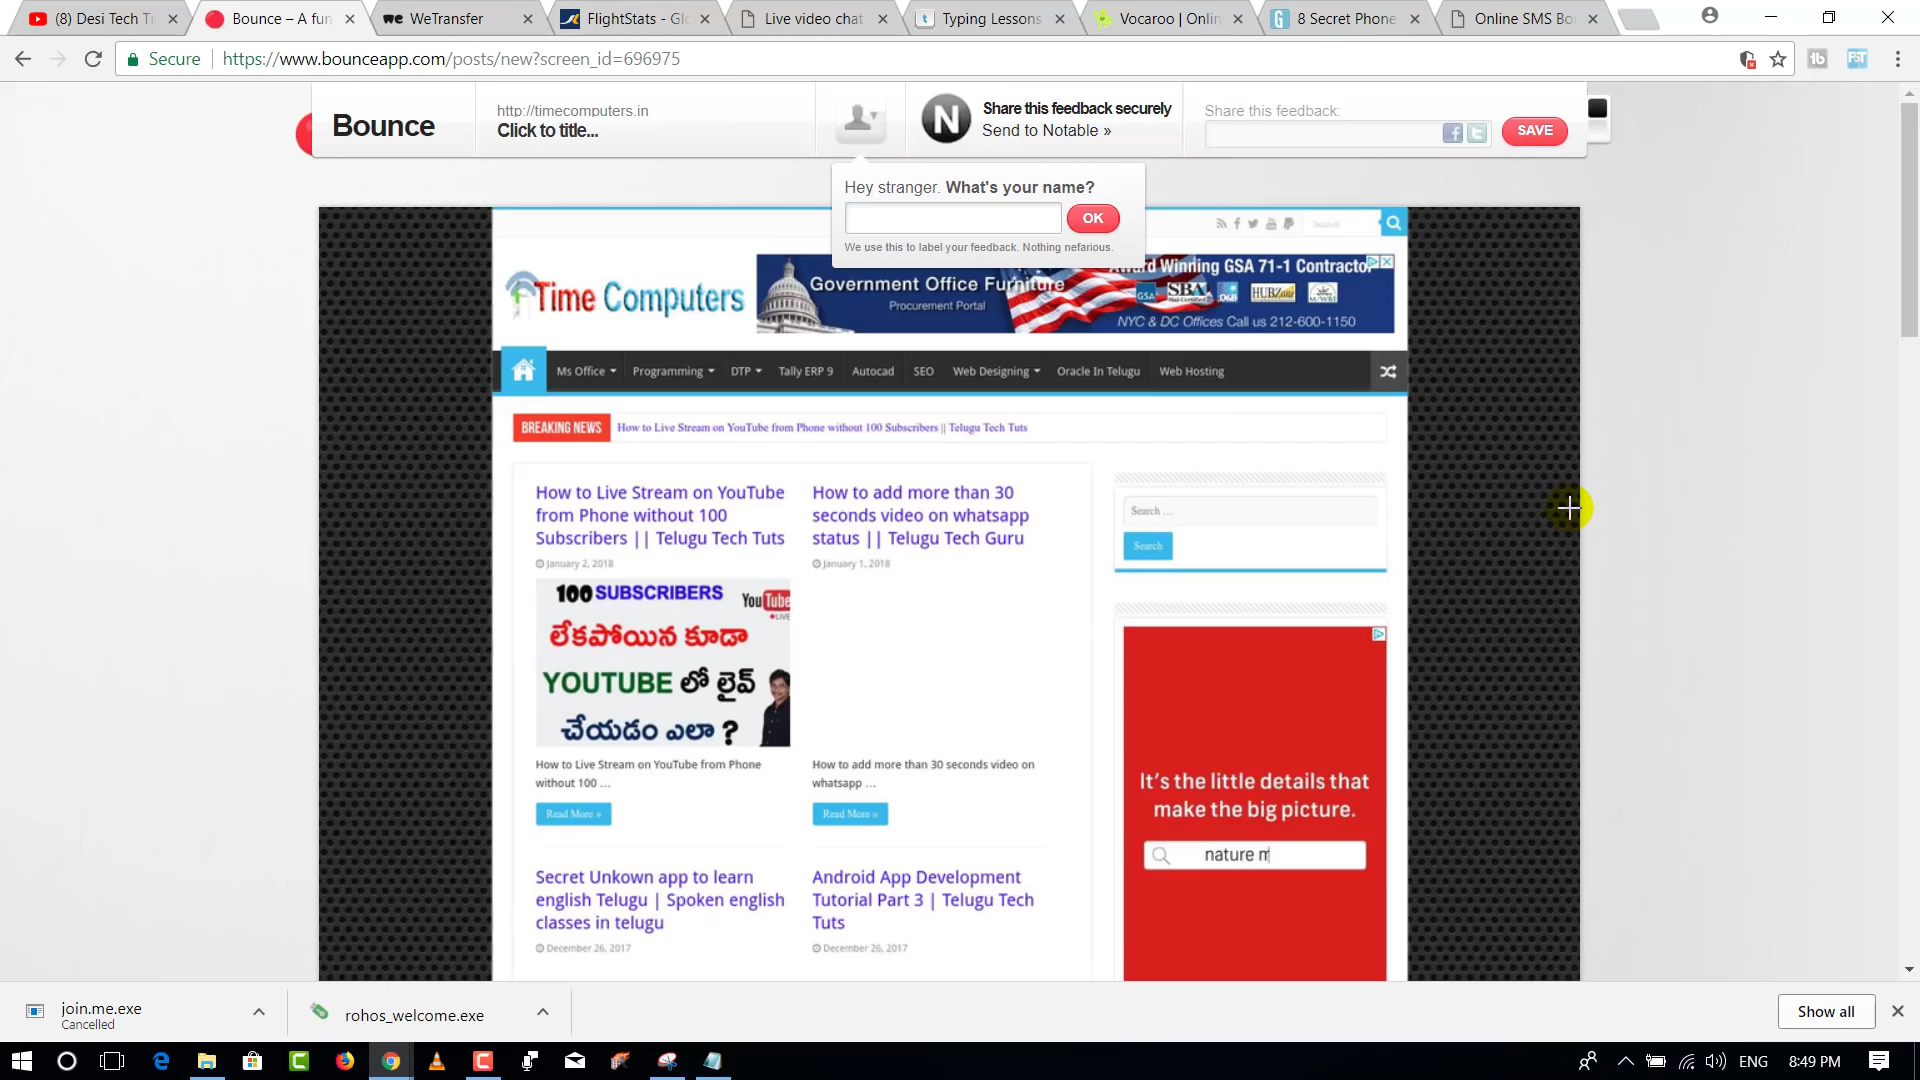 (8) Desi Tech Ti
Bounce – A fun
WeTransfer
FlightStats - Glo
Live video chat
Typing Lessons
Vocaroo | Onlin
8 Secret Phone
Online SMS Bo
Secure
https://www.bounceapp.com/posts/new?screen_id=696975
Bounce
http://timecomputers.in
Click to title...
N
Share this feedback securely
Send to Notable »
Share this feedback:
SAVE
Hey stranger. What's your name?
OK
We use this to label your feedback. Nothing nefarious.
Search
Time Computers
Government Office Furniture
Procurement Portal
Award Winning GSA 71-1 Contractor
GSA SBA D&B HUBZone M/WBE
NYC & DC Offices Call us 212-600-1150
Ms Office
Programming
DTP
Tally ERP 9
Autocad
SEO
Web Designing
Oracle In Telugu
Web Hosting
BREAKING NEWS
How to Live Stream on YouTube from Phone without 100 Subscribers || Telugu Tech Tuts
How to Live Stream on YouTube
from Phone without 100
Subscribers || Telugu Tech Tuts
January 2, 2018
100 SUBSCRIBERS
YouTube
LIVE
లేకపోయిన కూడా
YOUTUBE లో లైవ్
చేయడం ఎలా ?
How to Live Stream on YouTube from Phone
without 100 ...
Read More »
How to add more than 30
seconds video on whatsapp
status || Telugu Tech Guru
January 1, 2018
How to add more than 30 seconds video on
whatsapp ...
Read More »
Search ...
Search
It's the little details that
make the big picture.
nature m
Secret Unkown app to learn
english Telugu | Spoken english
classes in telugu
December 26, 2017
Android App Development
Tutorial Part 3 | Telugu Tech
Tuts
December 26, 2017
join.me.exe
Cancelled
rohos_welcome.exe
Show all
ENG
8:49 PM